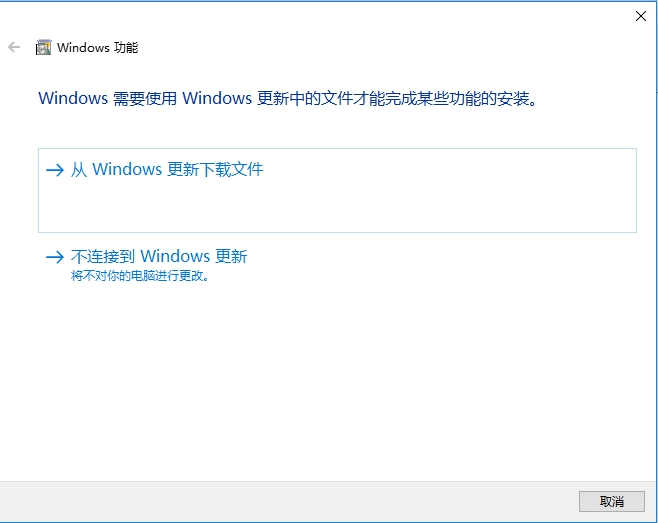 Windows 功能
Windows 需要使用 Windows 更新中的文件才能完成某些功能的安装。
从 Windows 更新下载文件
不连接到 Windows 更新
将不对你的电脑进行更改。
取消